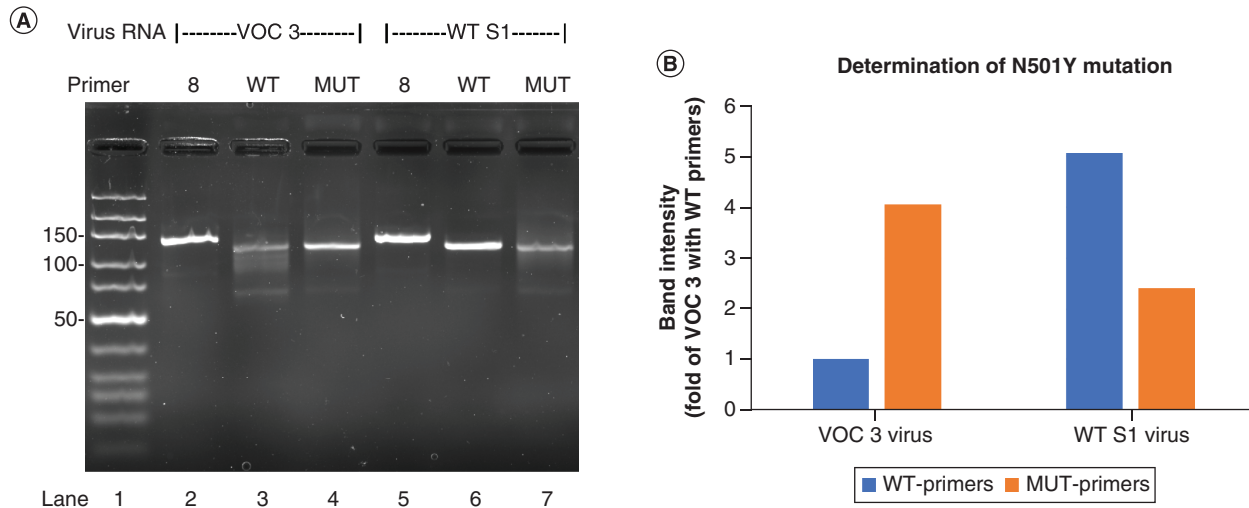 A
Virus RNA |--------VOC 3--------| |--------WT S1-------|
Primer 8 WT MUT 8 WT MUT
150-
100-
50-
Lane 1 2 3 4 5 6 7
B
Determination of N501Y mutation
Band intensity
(fold of VOC 3 with WT primers)
6
5
4
3
2
1
0
VOC 3 virus WT S1 virus
WT-primers MUT-primers